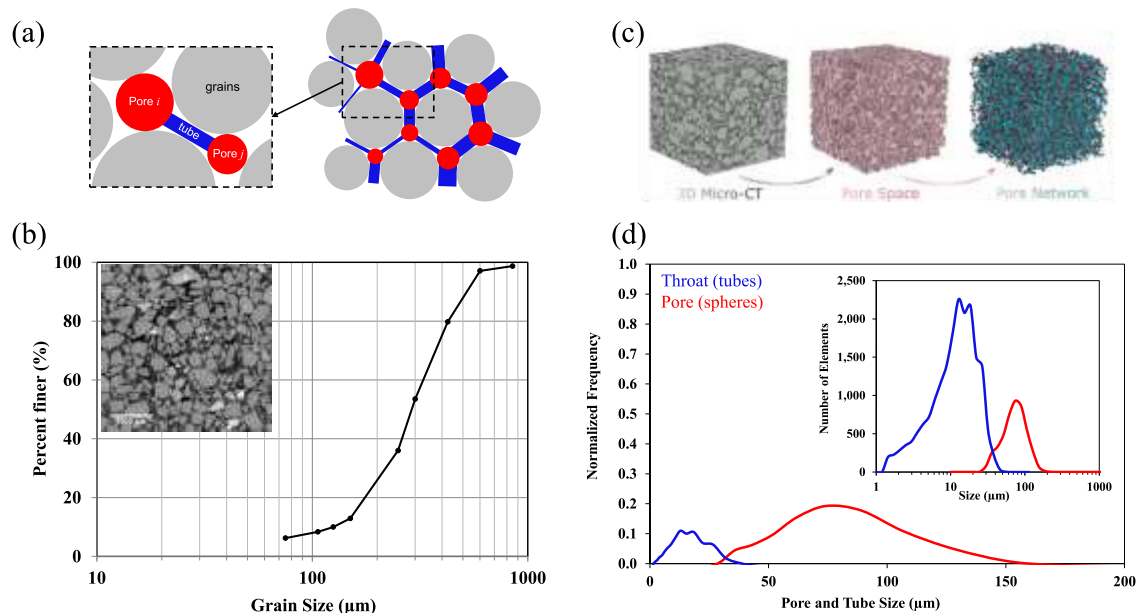 (a)
grains
Pore i
tube
Pore j
(c)
3D Micro-CT
Pore Space
Pore Network
(b)
100
80
60
40
20
0
Percent finer (%)
10
100
1000
Grain Size (µm)
(d)
Throat (tubes)
Pore (spheres)
1.0
0.9
0.8
0.7
0.6
0.5
0.4
0.3
0.2
0.1
0.0
Normalized Frequency
0
50
100
150
200
Pore and Tube Size (µm)
2,500
2,000
1,500
1,000
500
0
Number of Elements
1
10
100
1000
Size (µm)